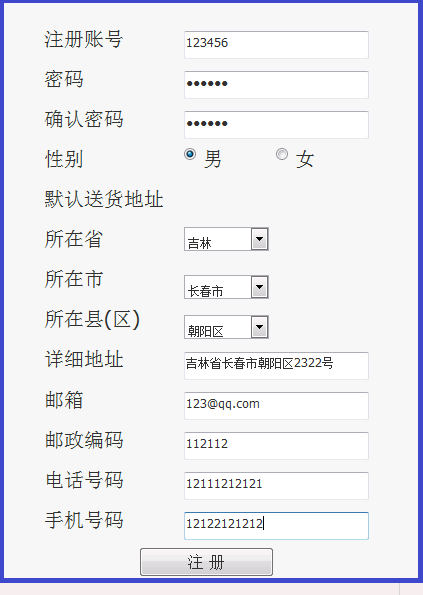 注册账号 123456
密码 ••••••
确认密码 ••••••
性别 男 女
默认送货地址
所在省 吉林
所在市 长春市
所在县(区) 朝阳区
详细地址 吉林省长春市朝阳区2322号
邮箱 123@qq.com
邮政编码 112112
电话号码 12111212121
手机号码 12122121212
注 册